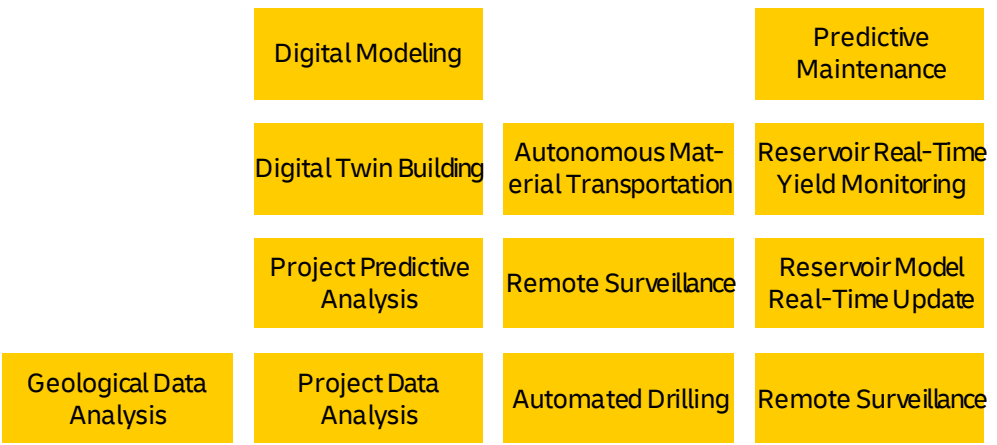 Digital Modeling
Predictive
Maintenance
Digital Twin Building
Autonomous Mat-
erial Transportation
Reservoir Real-Time
Yield Monitoring
Project Predictive
Analysis
Remote Surveillance
Reservoir Model
Real-Time Update
Geological Data
Analysis
Project Data
Analysis
Automated Drilling
Remote Surveillance